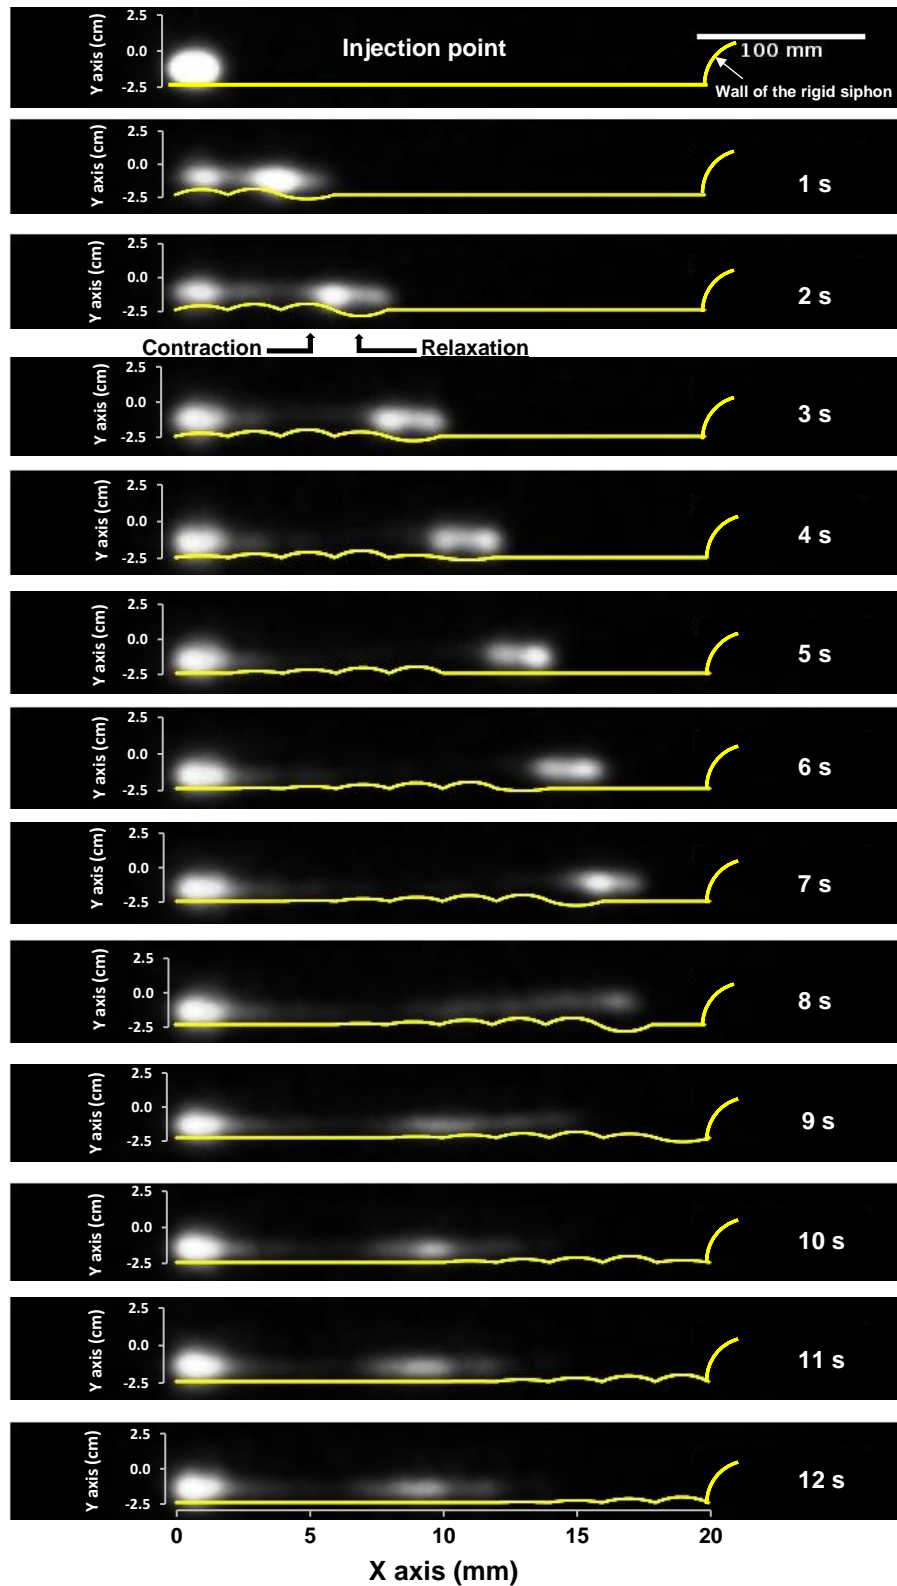 2.5
0.0
-2.5
Y axis (cm)
Injection point
100 mm
Wall of the rigid siphon
2.5
0.0
-2.5
Y axis (cm)
1 s
2.5
0.0
-2.5
Y axis (cm)
2 s
Contraction
Relaxation
2.5
0.0
-2.5
Y axis (cm)
3 s
2.5
0.0
-2.5
Y axis (cm)
4 s
2.5
0.0
-2.5
Y axis (cm)
5 s
2.5
0.0
-2.5
Y axis (cm)
6 s
2.5
0.0
-2.5
Y axis (cm)
7 s
2.5
0.0
-2.5
Y axis (cm)
8 s
2.5
0.0
-2.5
Y axis (cm)
9 s
2.5
0.0
-2.5
Y axis (cm)
10 s
2.5
0.0
-2.5
Y axis (cm)
11 s
2.5
0.0
-2.5
Y axis (cm)
12 s
0 5 10 15 20
X axis (mm)